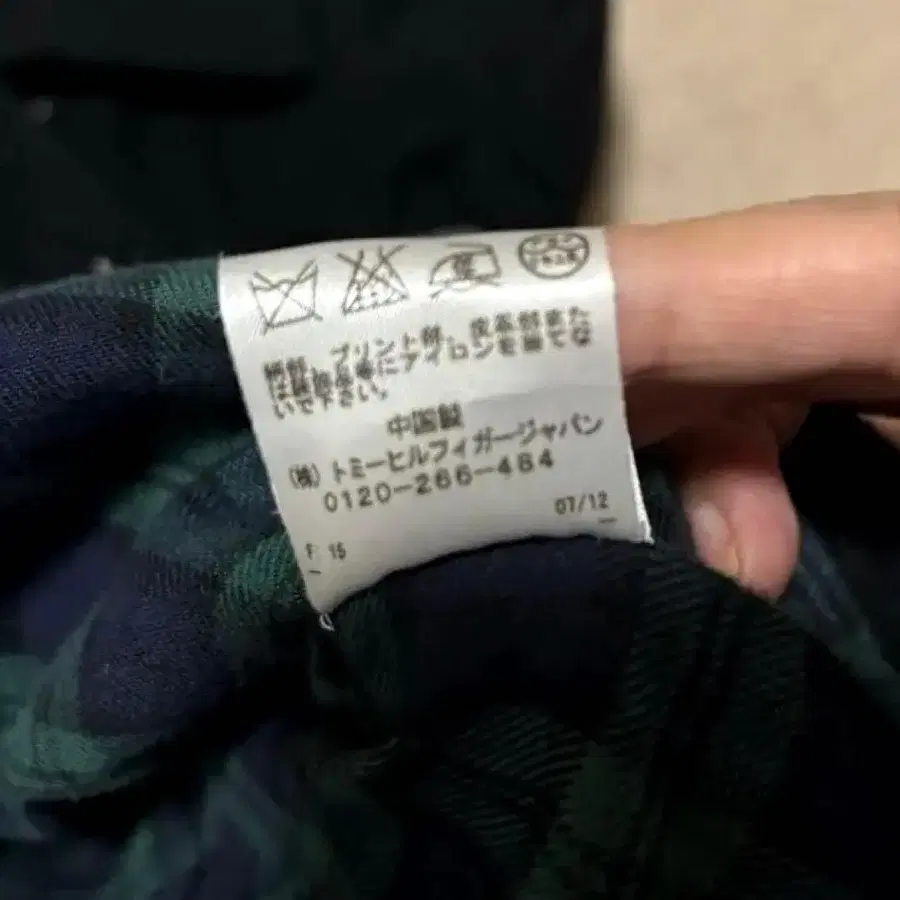 プリント部、皮革部また
にアイロンを当てな
いで下さい。
中国製
(株) トミーヒルフィガージャパン
0120-266-484
07/12
F 15